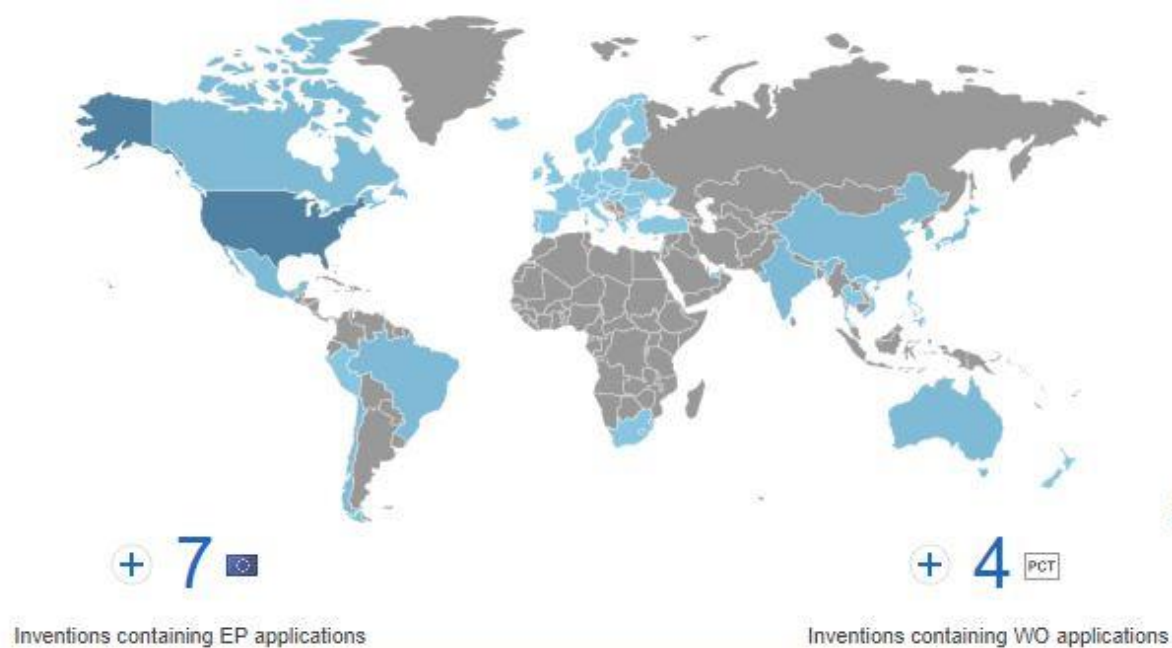 + 7
+ 4 PCT
Inventions containing EP applications
Inventions containing WO applications